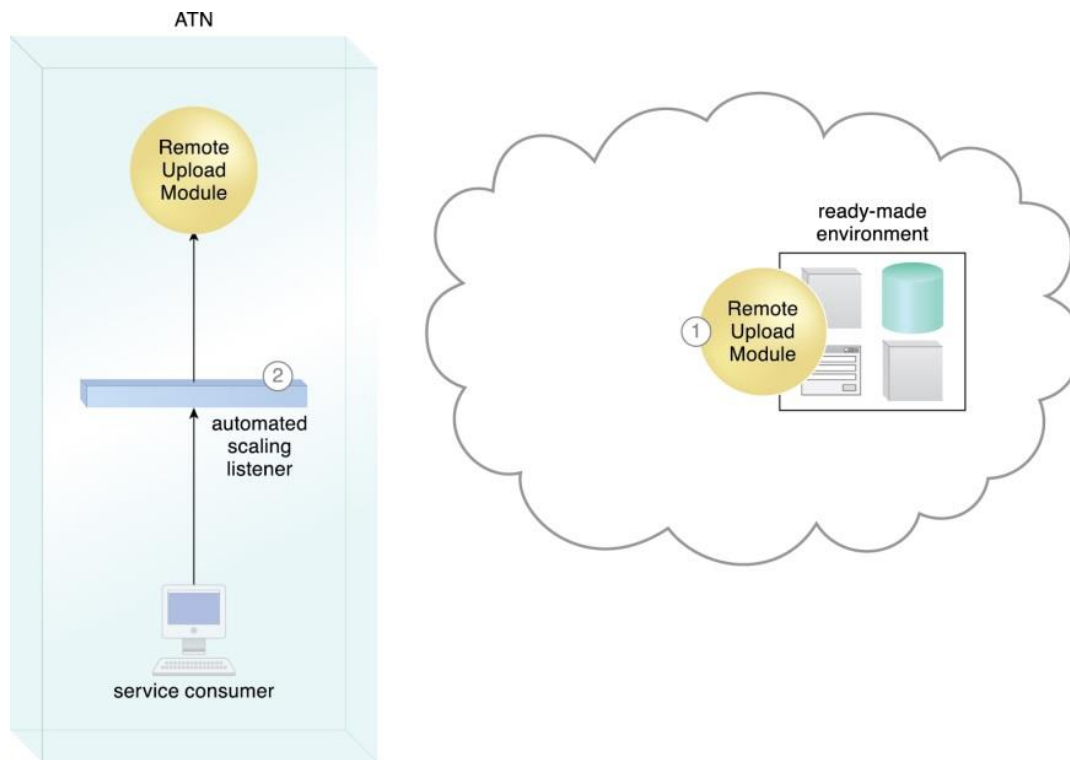 ATN
Remote
Upload
Module
2
automated
scaling
listener
service consumer
ready-made
environment
1
Remote
Upload
Module